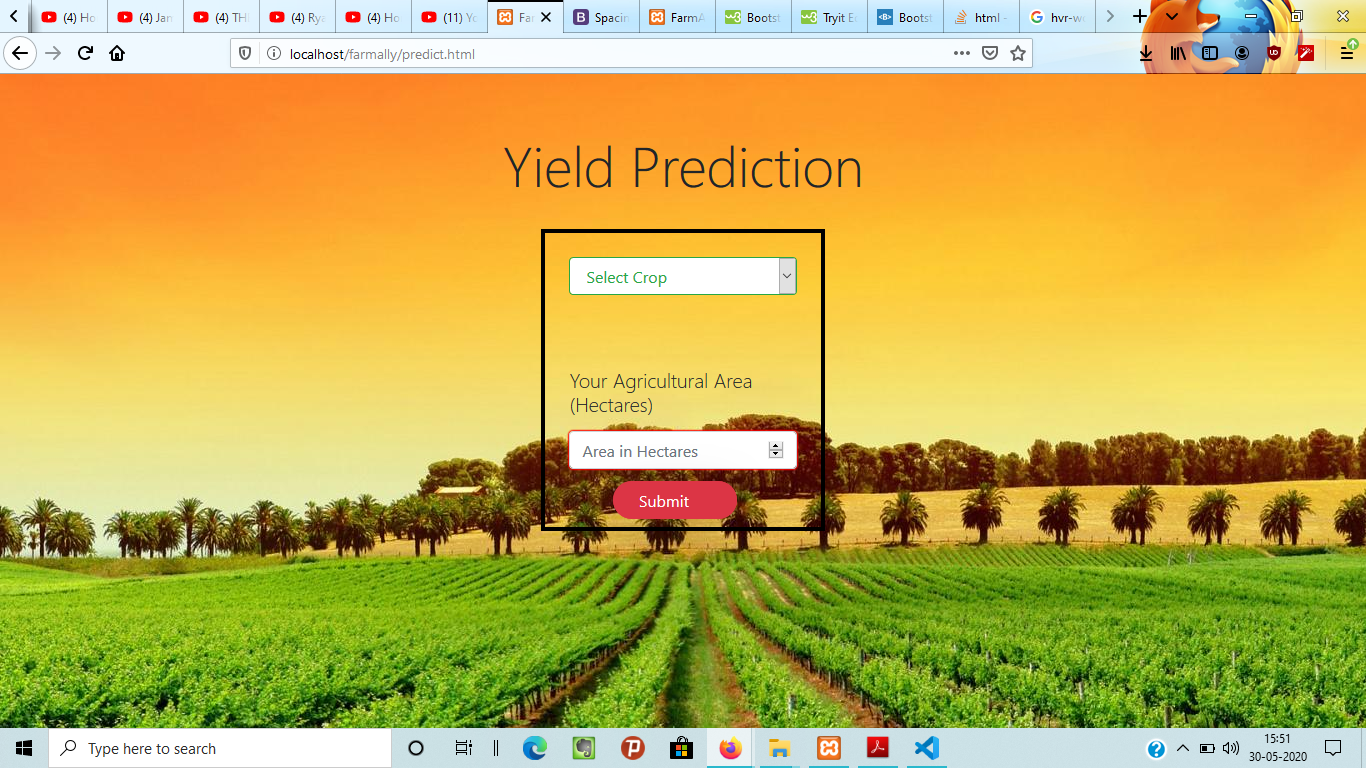 (4) Ho
(4) Jan
(4) TH
(4) Rya
(4) Ho
(11) Yo
Far
Spacin
FarmA
Bootst
Tryit E
Bootst
html -
hvr-w
localhost/farmally/predict.html
Yield Prediction
Select Crop
Your Agricultural Area
(Hectares)
Area in Hectares
Submit
Type here to search
15:51
30-05-2020